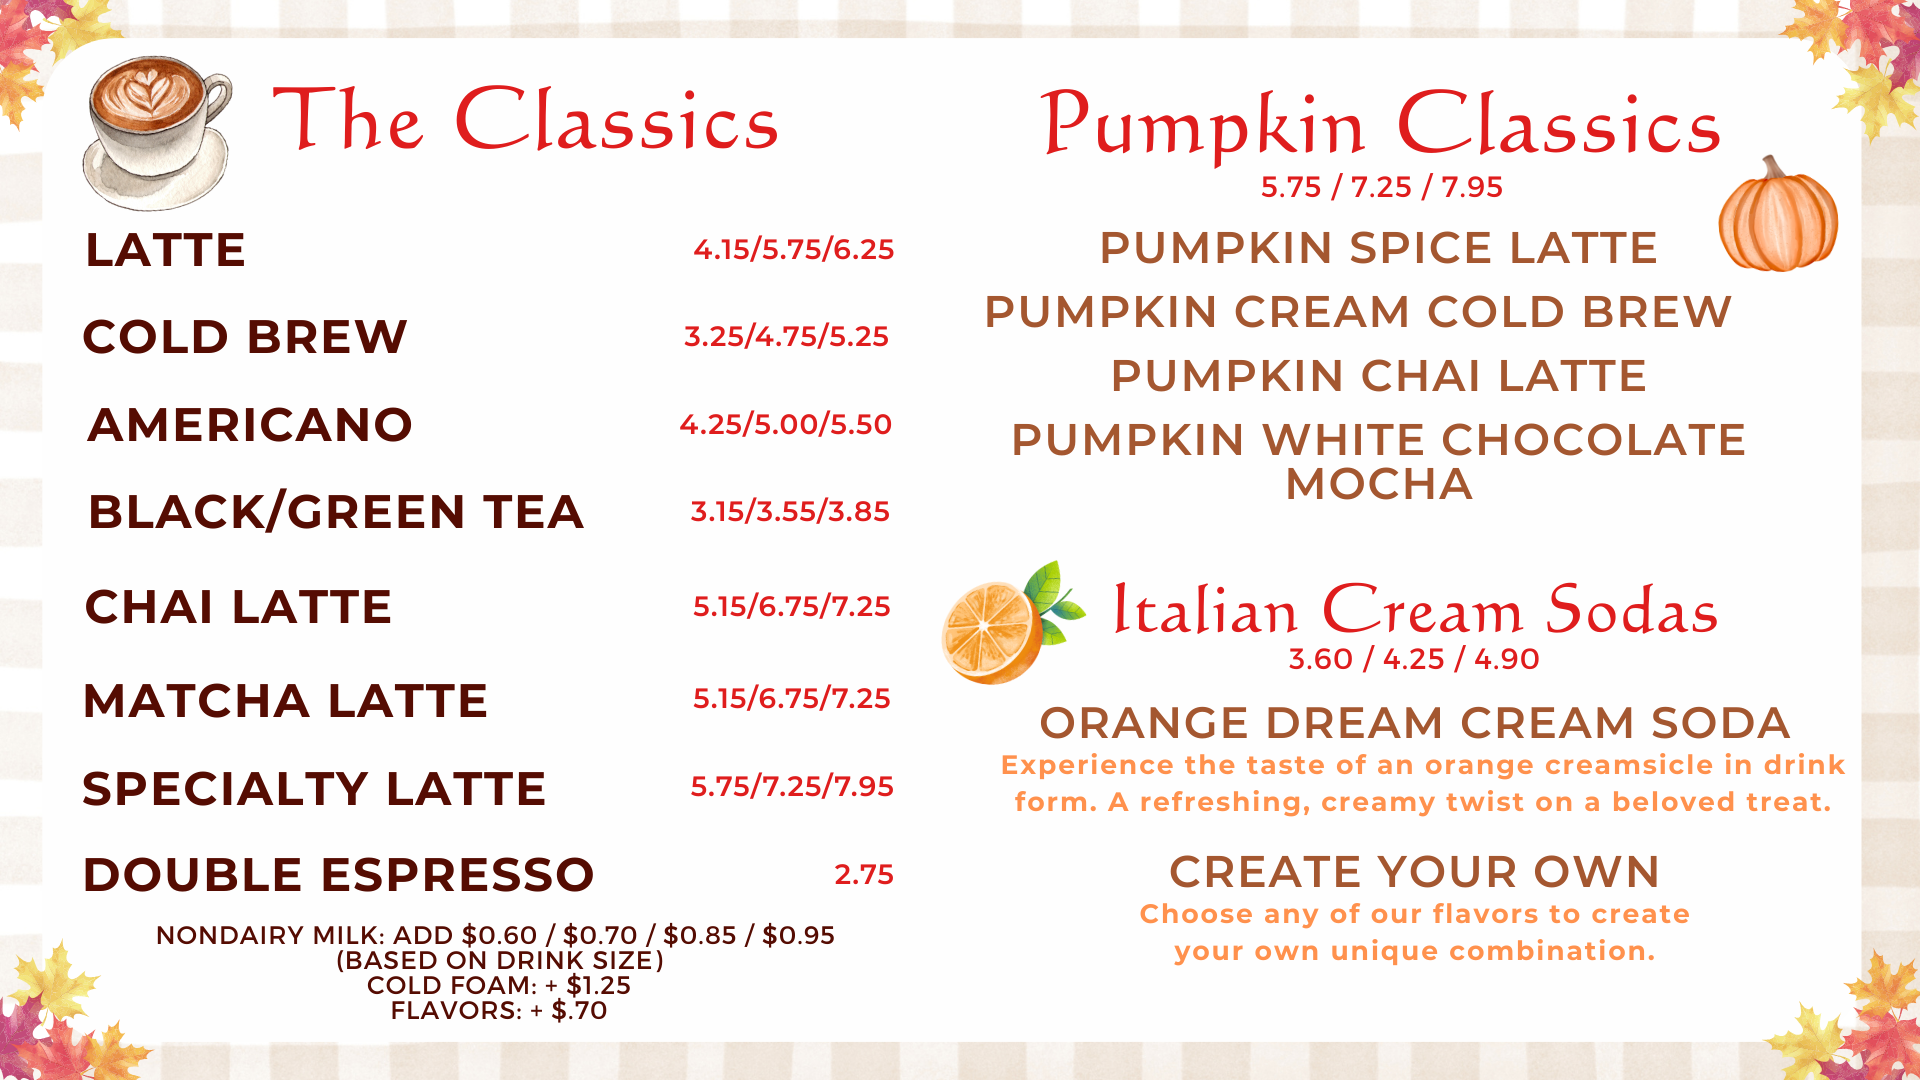 The Classics
LATTE 4.15/5.75/6.25
COLD BREW 3.25/4.75/5.25
AMERICANO 4.25/5.00/5.50
BLACK/GREEN TEA 3.15/3.55/3.85
CHAI LATTE 5.15/6.75/7.25
MATCHA LATTE 5.15/6.75/7.25
SPECIALTY LATTE 5.75/7.25/7.95
DOUBLE ESPRESSO 2.75
NONDAIRY MILK: ADD $0.60 / $0.70 / $0.85 / $0.95
(BASED ON DRINK SIZE)
COLD FOAM: + $1.25
FLAVORS: + $.70
Pumpkin Classics
5.75 / 7.25 / 7.95
PUMPKIN SPICE LATTE
PUMPKIN CREAM COLD BREW
PUMPKIN CHAI LATTE
PUMPKIN WHITE CHOCOLATE
MOCHA
Italian Cream Sodas
3.60 / 4.25 / 4.90
ORANGE DREAM CREAM SODA
Experience the taste of an orange creamsicle in drink
form. A refreshing, creamy twist on a beloved treat.
CREATE YOUR OWN
Choose any of our flavors to create
your own unique combination.